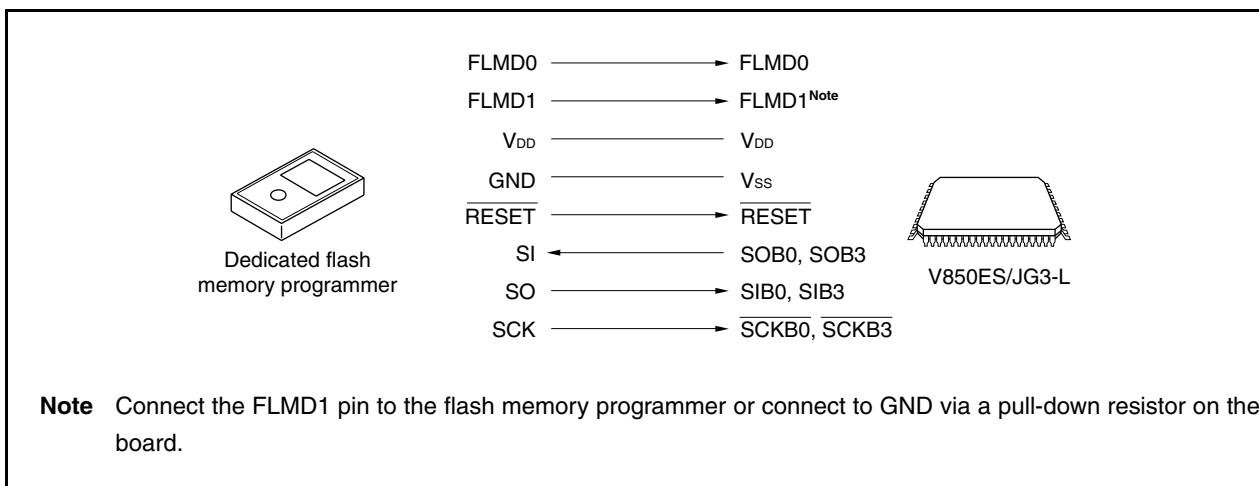 FLMD0 FLMD0
FLMD1 FLMD1Note
VDD VDD
GND VSS
RESET RESET
SI SOB0, SOB3
SO SIB0, SIB3
SCK SCKB0, SCKB3
Dedicated flash
memory programmer
V850ES/JG3-L
Note Connect the FLMD1 pin to the flash memory programmer or connect to GND via a pull-down resistor on the
board.